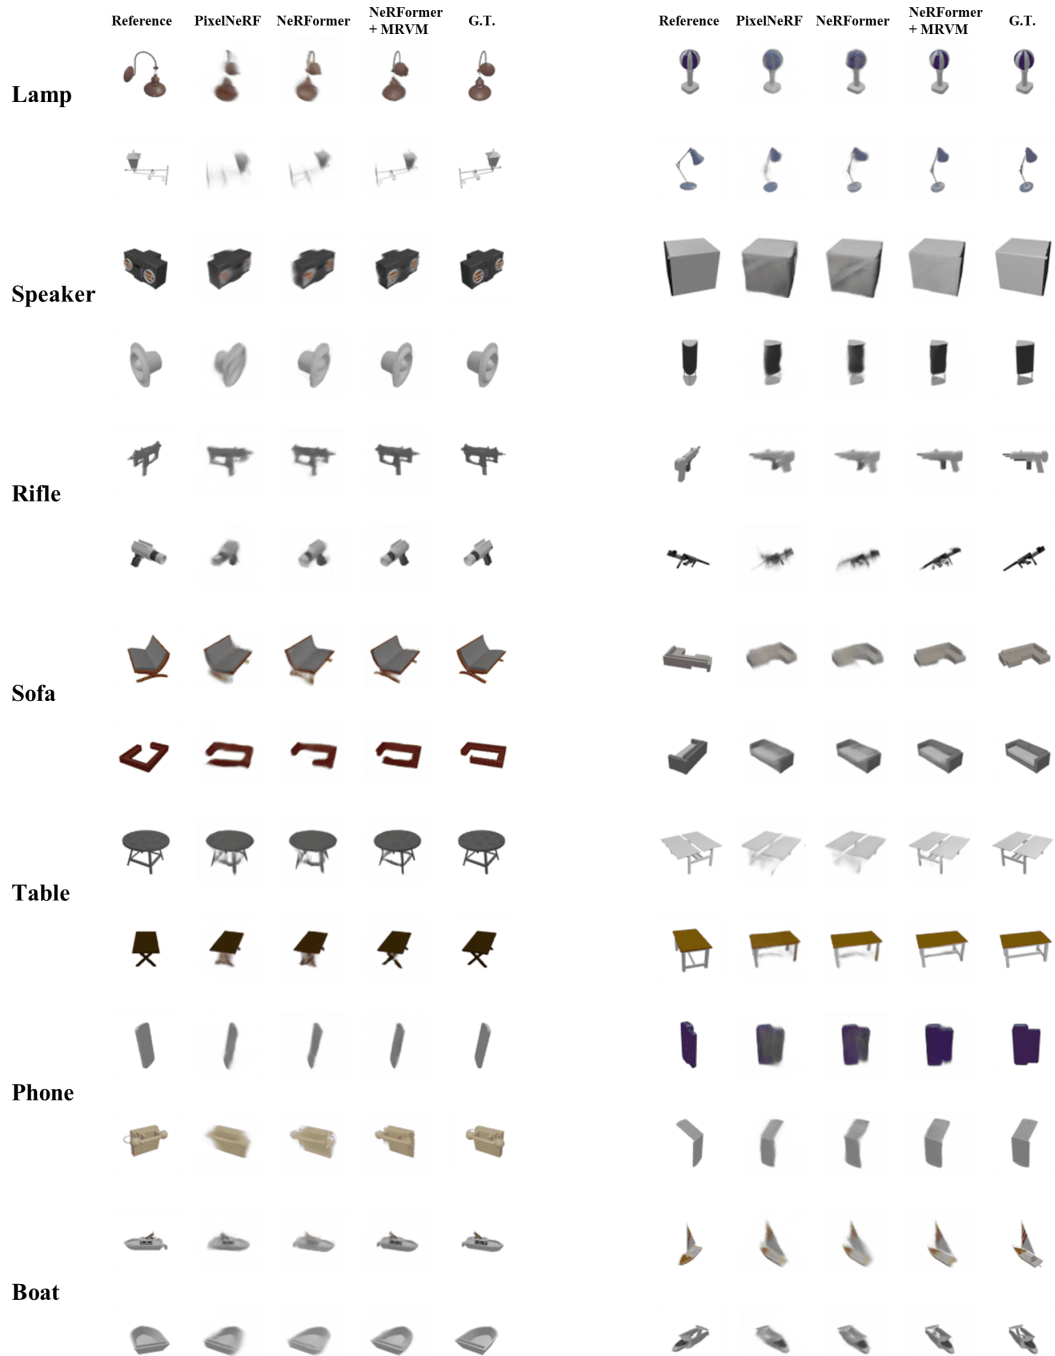 Reference PixelNeRF NeRFormer NeRFormer + MRVM G.T. Reference PixelNeRF NeRFormer NeRFormer + MRVM G.T.
Lamp
Speaker
Rifle
Sofa
Table
Phone
Boat